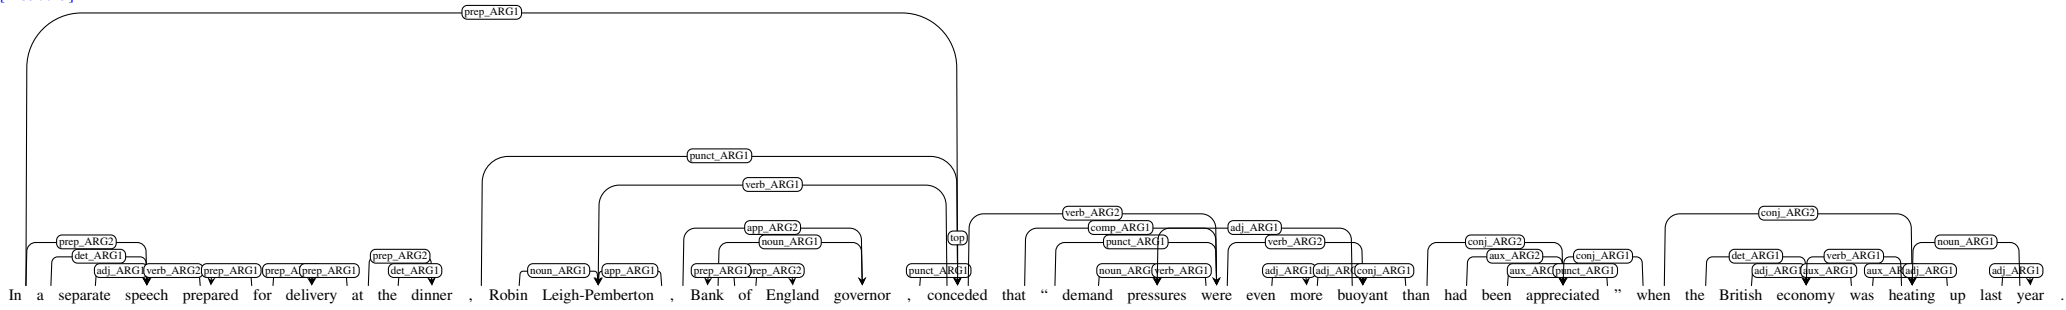 prep_ARG1
punct_ARG1
verb_ARG1
verb_ARG2 conj_ARG2
app_ARG2 comp_ARG1 adj_ARG1
top
prep_ARG2 noun_ARG1 punct_ARG1 verb_ARG2 conj_ARG2 verb_ARG1 noun_ARG1
det_ARG1 prep_ARG2 aux_ARG2 conj_ARG1 det_ARG1
adj_ARG1 verb_ARG2 prep_ARG1 prep_ARG1 det_ARG1 noun_ARG1 app_ARG1 prep_ARG1 punct_ARG1 verb_ARG1 adj_ARG1 conj_ARG1 punct_ARG1 aux_ARG1 adj_ARG1 adj_ARG1
In a separate speech prepared for delivery at the dinner , Robin Leigh-Pemberton , Bank of England governor , conceded that “ demand pressures were even more buoyant than had been appreciated ” when the British economy was heating up last year .